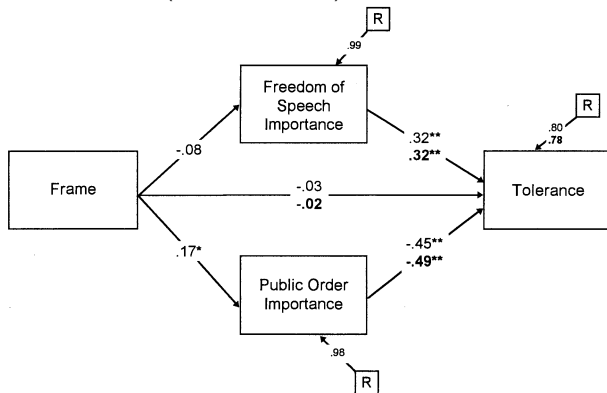 R
.99
Freedom of
Speech
Importance
R
.80
.78
-.08
.32**
.32**
Frame
-.03
-.02
Tolerance
.17*
-.45**
-.49**
Public Order
Importance
.98
R